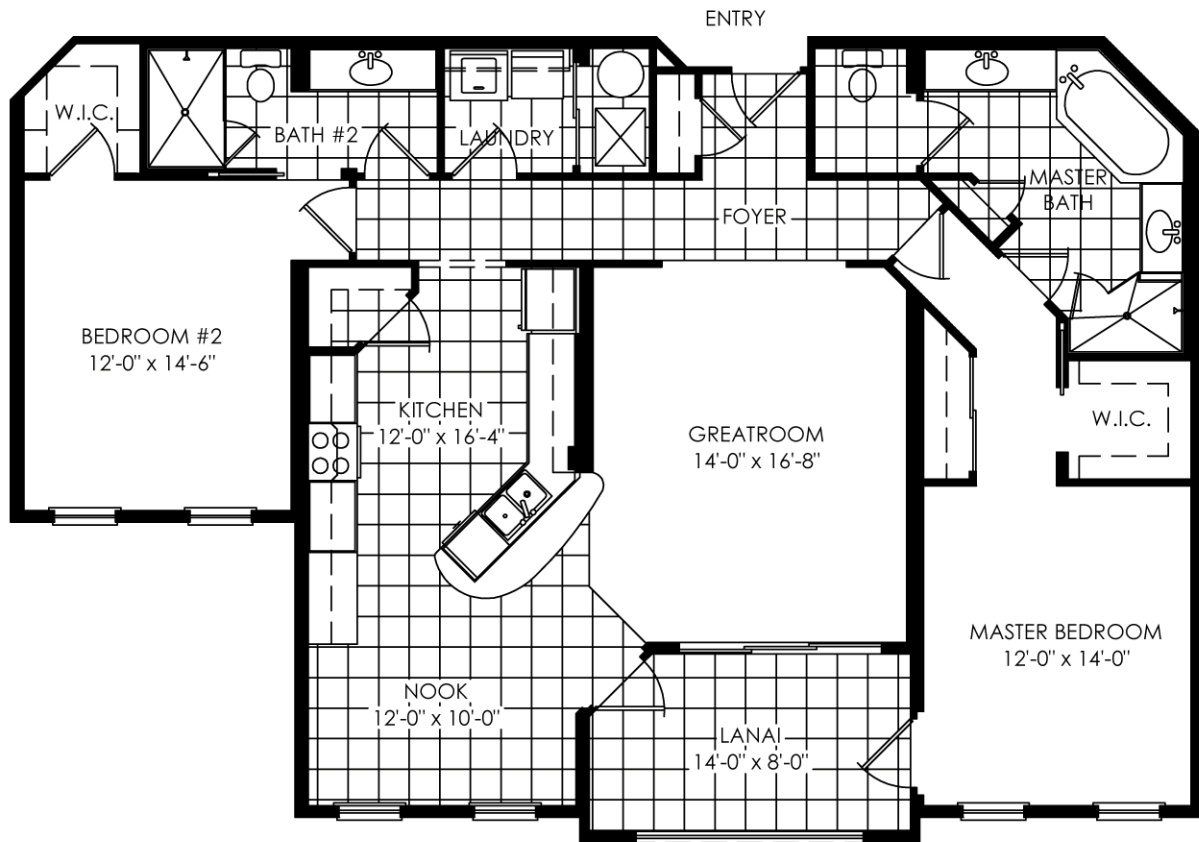 ENTRY
W.I.C.
BATH #2
LAUNDRY
MASTER
BATH
FOYER
BEDROOM #2
12'-0" x 14'-6"
KITCHEN
12'-0" x 16'-4"
GREATROOM
14'-0" x 16'-8"
W.I.C.
MASTER BEDROOM
12'-0" x 14'-0"
NOOK
12'-0" x 10'-0"
LANAI
14'-0" x 8'-0"